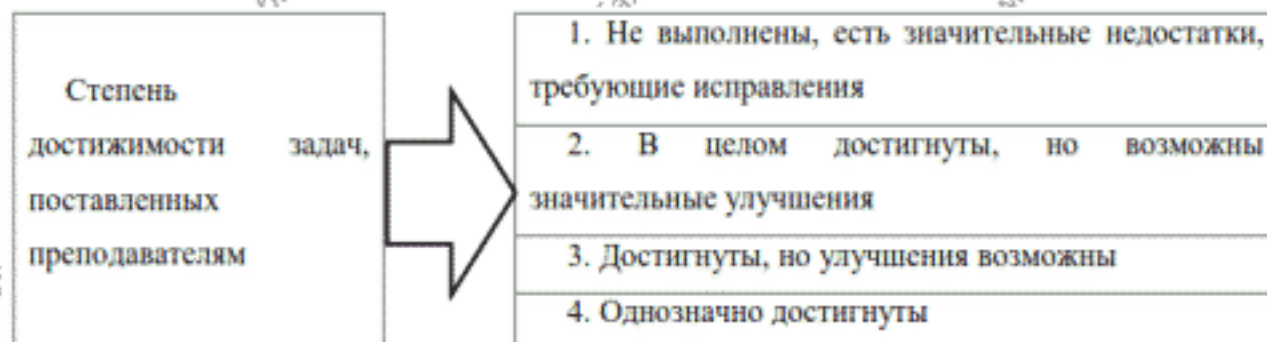 Степень
достижимости задач,
поставленных
преподавателям
1. Не выполнены, есть значительные недостатки,
требующие исправления
2. В целом достигнуты, но возможны
значительные улучшения
3. Достигнуты, но улучшения возможны
4. Однозначно достигнуты